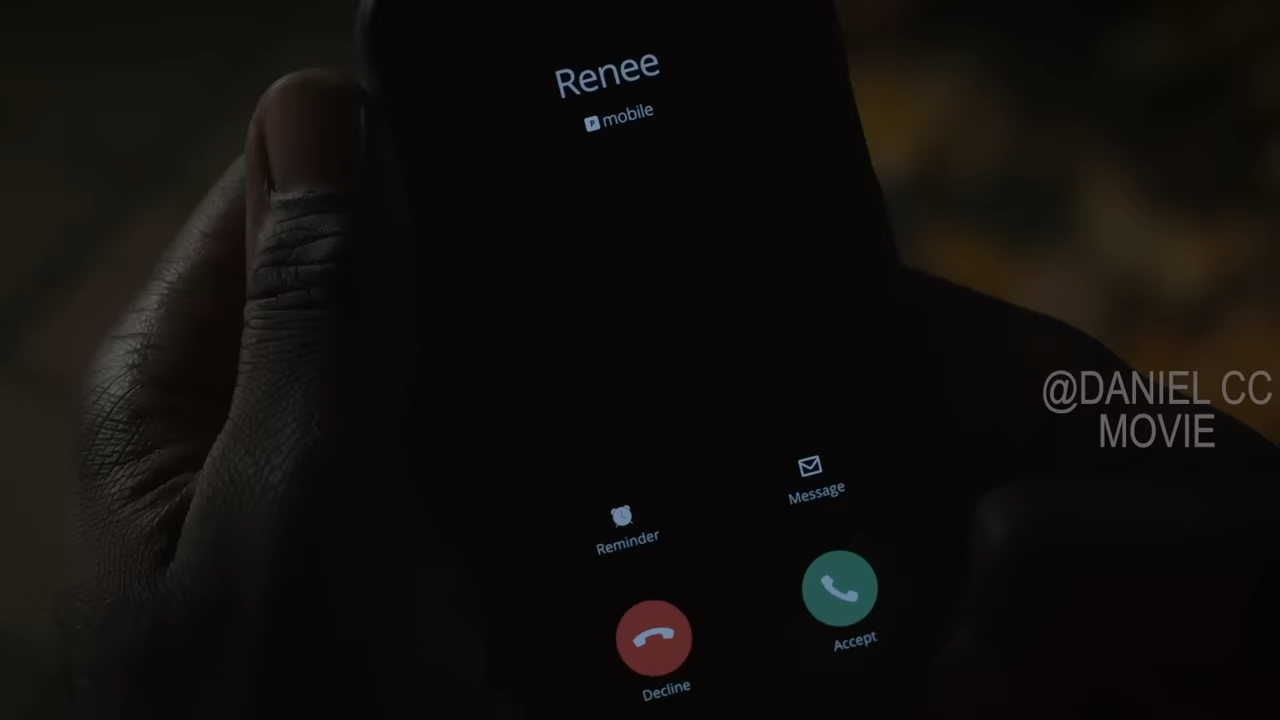 Renee
P mobile
@DANIEL CC
MOVIE
Message
Reminder
Accept
Decline